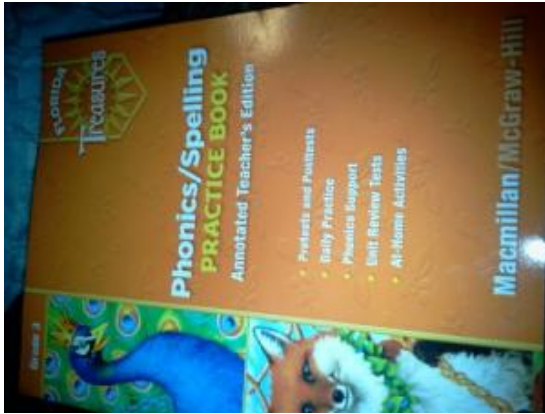 FLORIDA
Treasures
Phonics/Spelling
PRACTICE BOOK
Annotated Teacher's Edition
• Pretests and Posttests
• Daily Practice
• Phonics Support
• Unit Review Tests
• At-Home Activities
Macmillan/McGraw-Hill
Grade